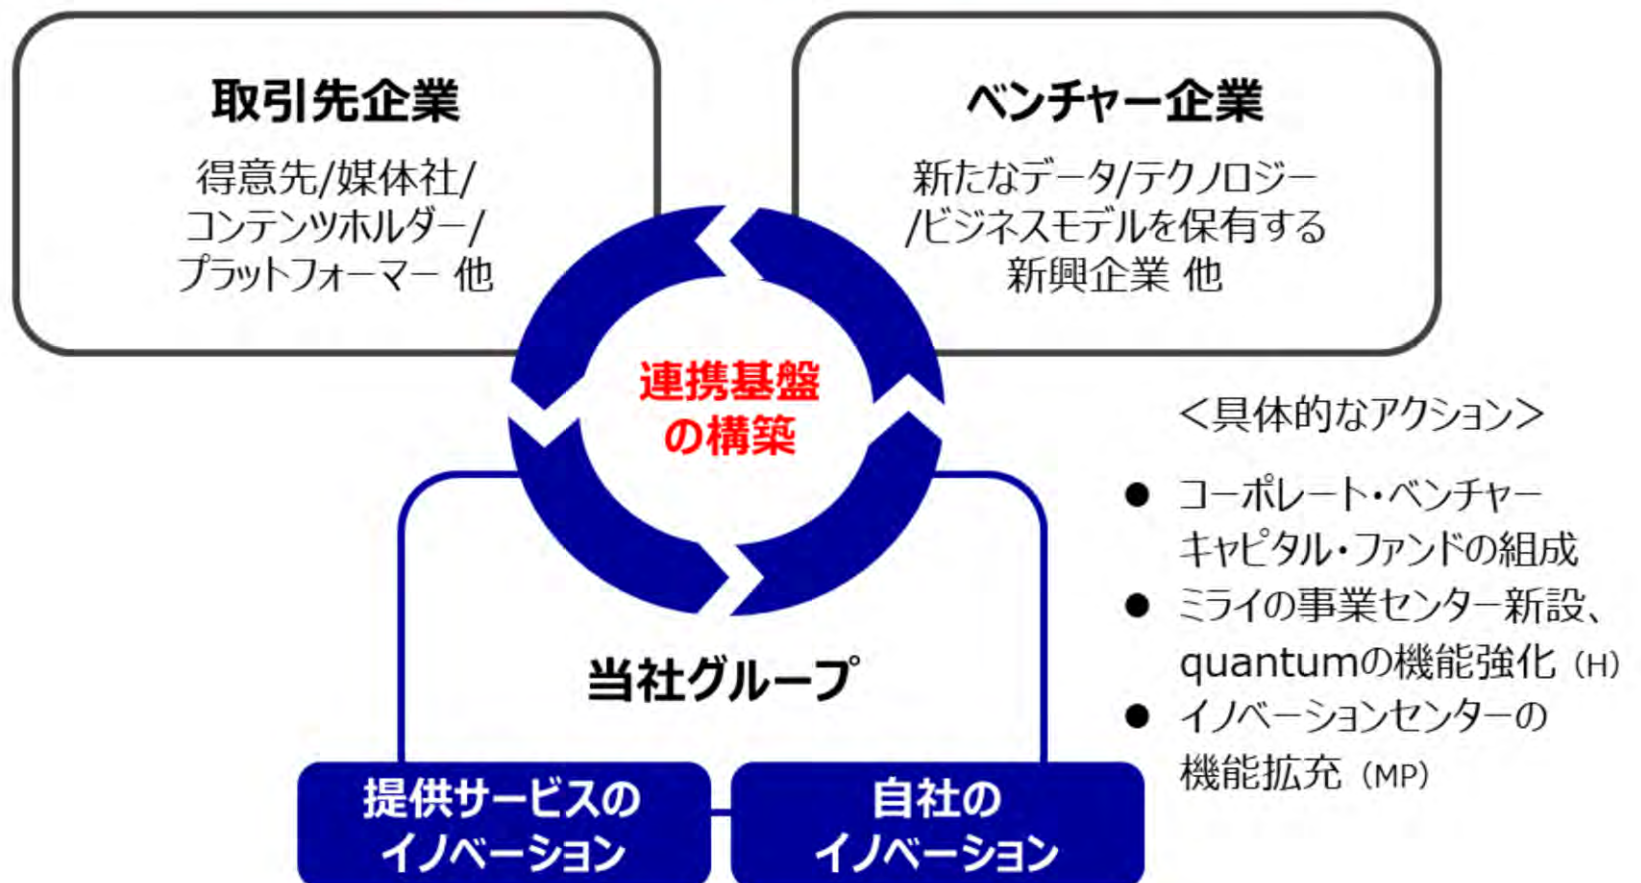 取引先企業
得意先/媒体社/
コンテンツホルダー/
プラットフォーマー 他
ベンチャー企業
新たなデータ/テクノロジー
/ビジネスモデルを保有する
新興企業 他
連携基盤
の構築
＜具体的なアクション＞
● コーポレート・ベンチャー
キャピタル・ファンドの組成
● ミライの事業センター新設、
quantumの機能強化（H）
● イノベーションセンターの
機能拡充（MP）
当社グループ
提供サービスの
イノベーション
自社の
イノベーション